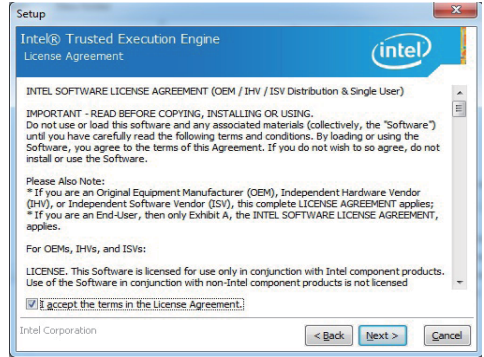 Setup
Intel® Trusted Execution Engine
License Agreement
intel
INTEL SOFTWARE LICENSE AGREEMENT (OEM / IHV / ISV Distribution & Single User)
IMPORTANT - READ BEFORE COPYING, INSTALLING OR USING.
Do not use or load this software and any associated materials (collectively, the "Software")
until you have carefully read the following terms and conditions. By loading or using the
Software, you agree to the terms of this Agreement. If you do not wish to so agree, do not
install or use the Software.
Please Also Note:
* If you are an Original Equipment Manufacturer (OEM), Independent Hardware Vendor
(IHV), or Independent Software Vendor (ISV), this complete LICENSE AGREEMENT applies;
* If you are an End-User, then only Exhibit A, the INTEL SOFTWARE LICENSE AGREEMENT,
applies.
For OEMs, IHVs, and ISVs:
LICENSE. This Software is licensed for use only in conjunction with Intel component products.
Use of the Software in conjunction with non-Intel component products is not licensed
I accept the terms in the License Agreement.
Intel Corporation
< Back
Next >
Cancel